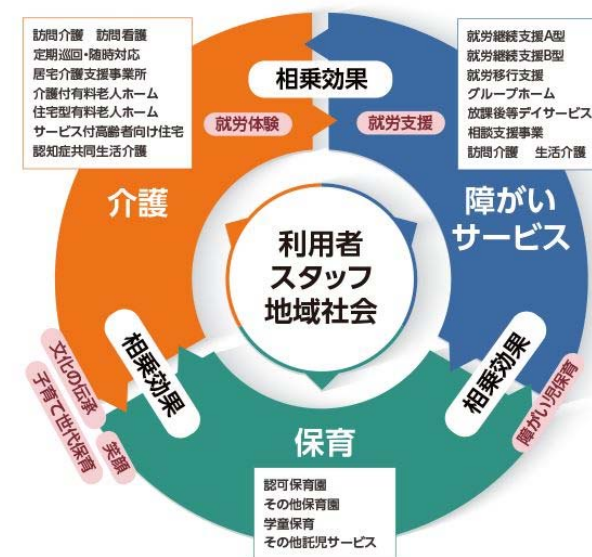 訪問介護 訪問看護
定期巡回・随時対応
居宅介護支援事業所
介護付有料老人ホーム
住宅型有料老人ホーム
サービス付高齢者向け住宅
認知症共同生活介護
就労継続支援A型
就労継続支援B型
就労移行支援
グループホーム
放課後等デイサービス
相談支援事業
訪問介護 生活介護
相乗効果
就労体験
就労支援
介護
障がい
サービス
利用者
スタッフ
地域社会
相乗効果
文化の伝承
子育て世代保育
笑顔
相乗効果
障がい児保育
保育
認可保育園
その他保育園
学童保育
その他託児サービス